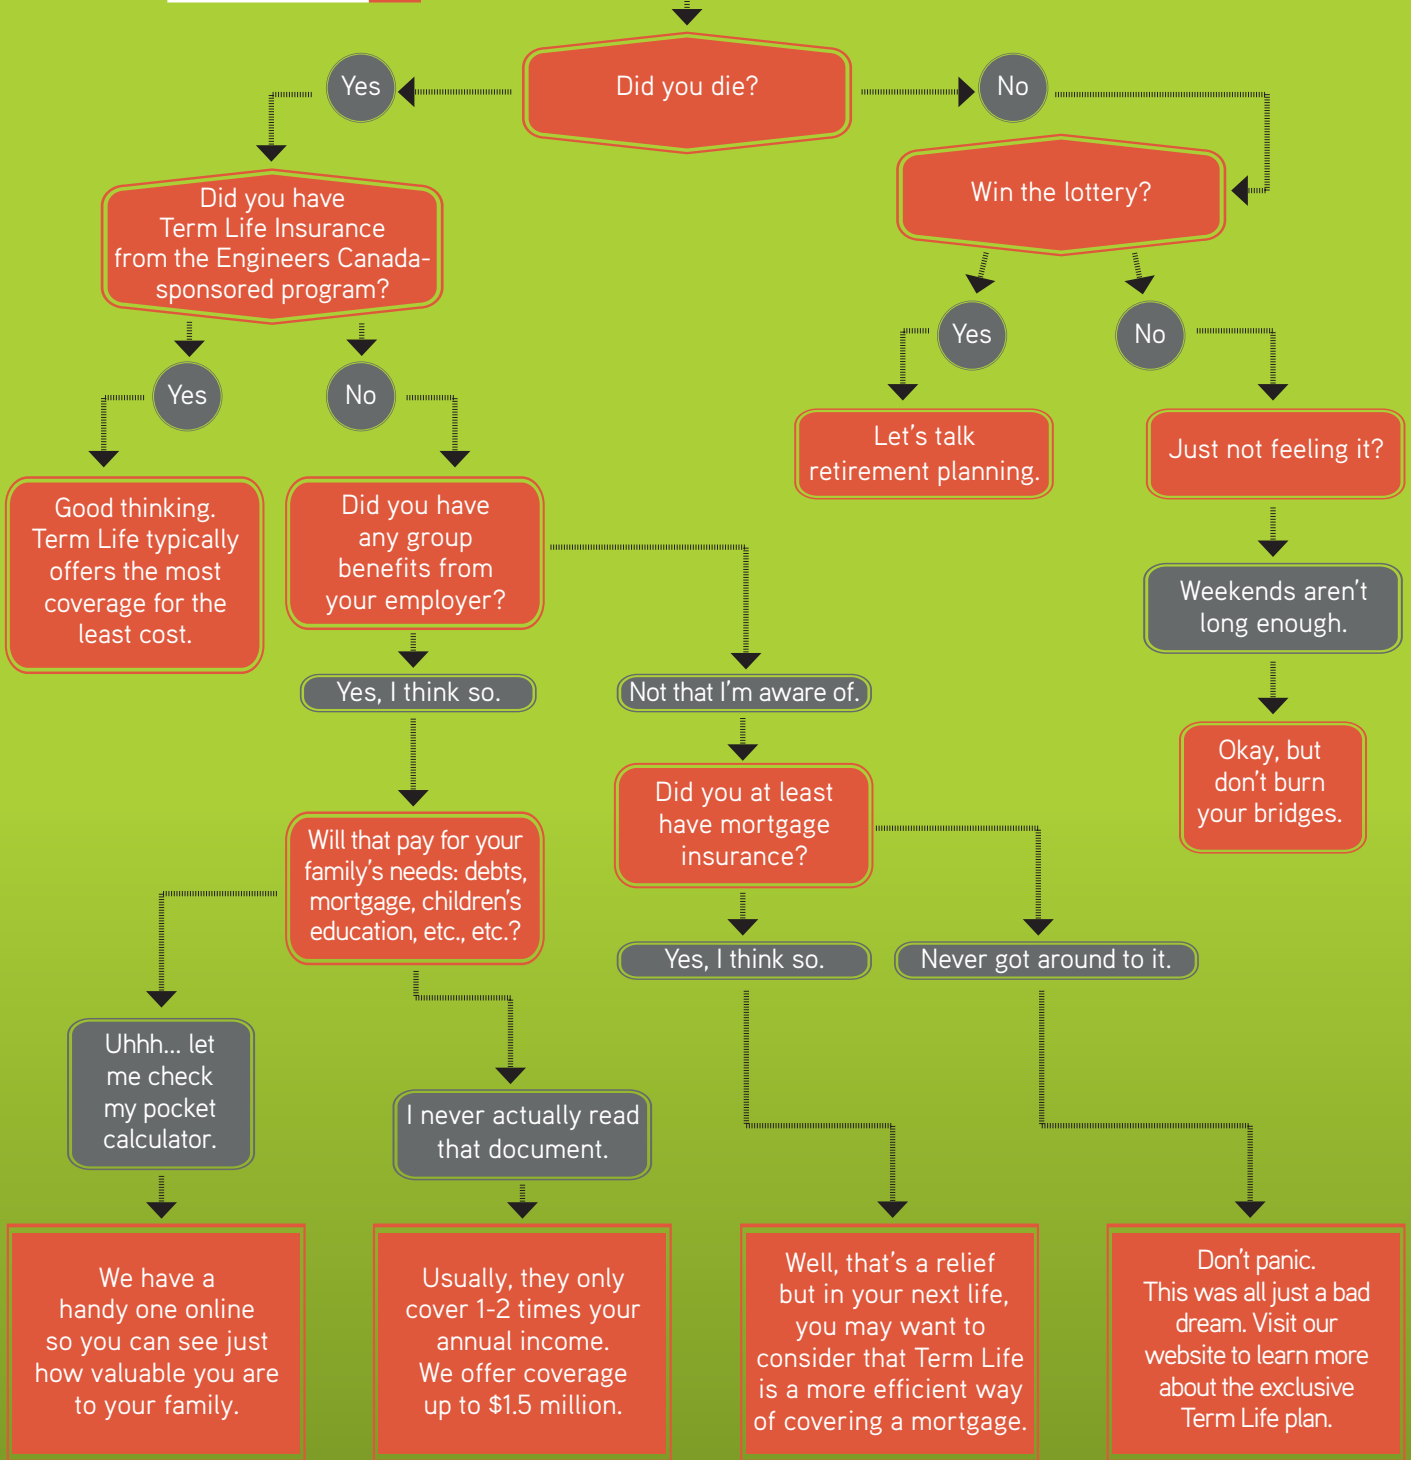 Did you die?
Yes
No
Did you have
Term Life Insurance
from the Engineers Canada-
sponsored program?
Win the lottery?
Yes
No
Yes
No
Let's talk
retirement planning.
Just not feeling it?
Good thinking.
Term Life typically
offers the most
coverage for the
least cost.
Did you have
any group
benefits from
your employer?
Weekends aren't
long enough.
Yes, I think so.
Not that I'm aware of.
Okay, but
don't burn
your bridges.
Did you at least
have mortgage
insurance?
Will that pay for your
family's needs: debts,
mortgage, children's
education, etc., etc.?
Yes, I think so.
Never got around to it.
Uhhh... let
me check
my pocket
calculator.
I never actually read
that document.
We have a
handy one online
so you can see just
how valuable you are
to your family.
Usually, they only
cover 1-2 times your
annual income.
We offer coverage
up to $1.5 million.
Well, that's a relief
but in your next life,
you may want to
consider that Term Life
is a more efficient way
of covering a mortgage.
Don't panic.
This was all just a bad
dream. Visit our
website to learn more
about the exclusive
Term Life plan.